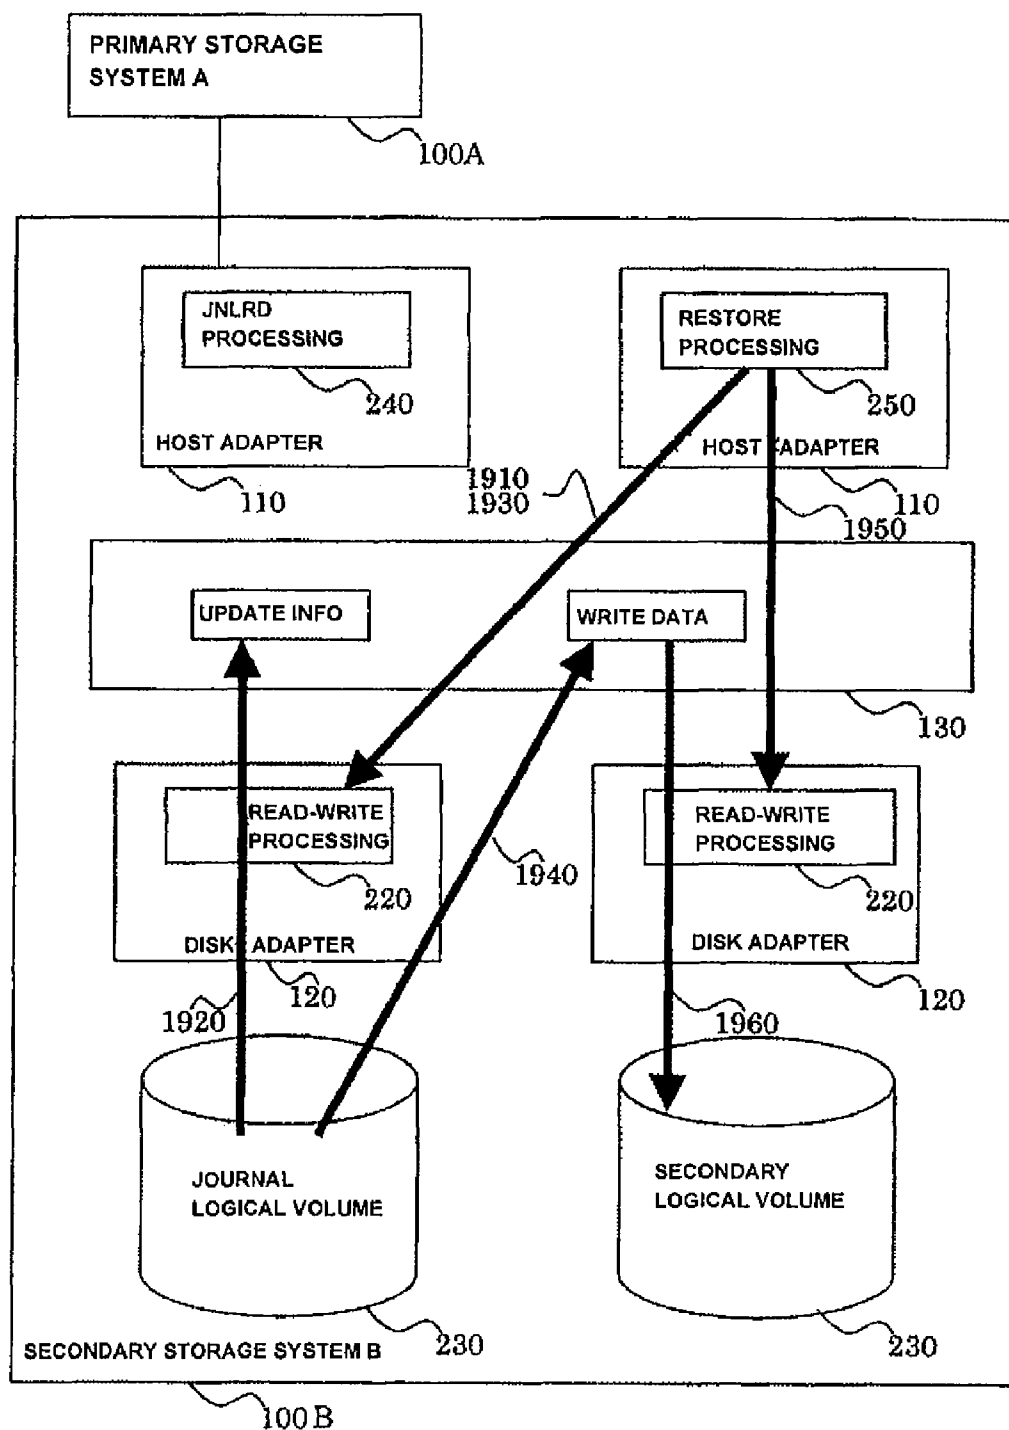 PRIMARY STORAGE
SYSTEM A
100A
JNLRD
PROCESSING
240
HOST ADAPTER
110
RESTORE
PROCESSING
250
HOST ADAPTER
110
1910
1930
1950
UPDATE INFO
WRITE DATA
130
READ-WRITE
PROCESSING
220
DISK ADAPTER
120
1940
READ-WRITE
PROCESSING
220
DISK ADAPTER
120
1920
1960
JOURNAL
LOGICAL VOLUME
230
SECONDARY
LOGICAL VOLUME
230
SECONDARY STORAGE SYSTEM B
100B